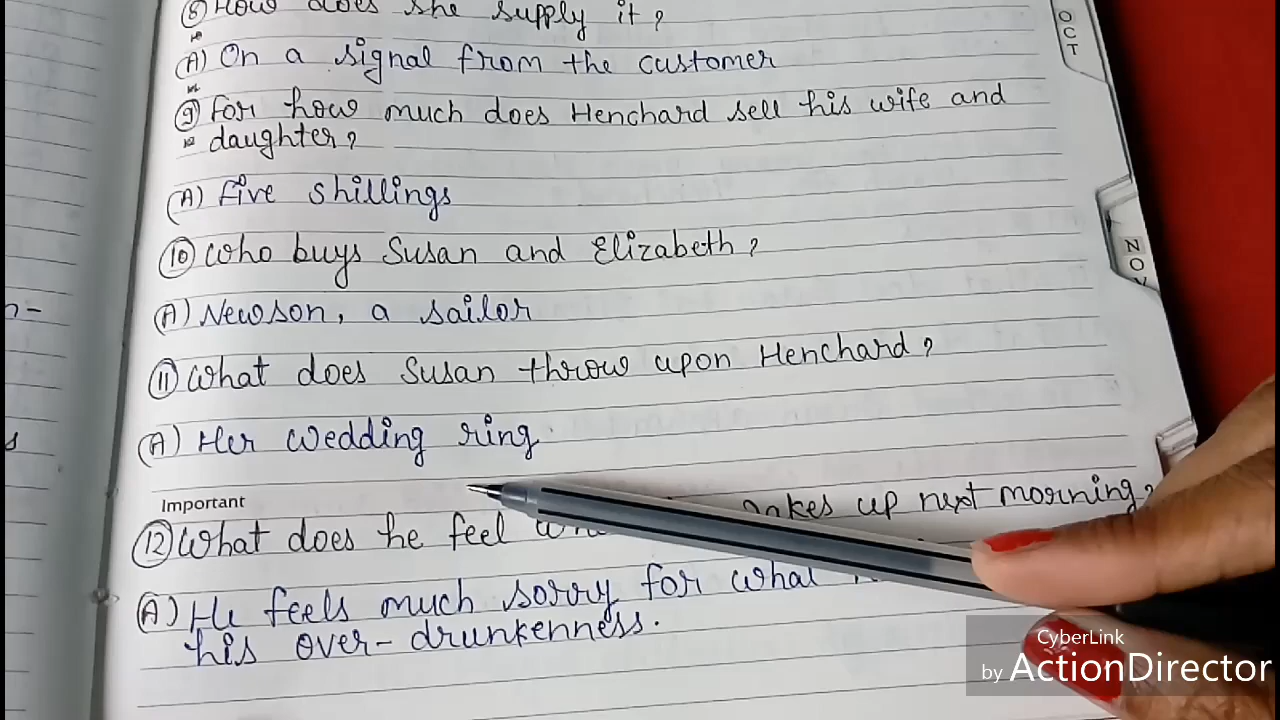 ⑧ How does she supply it?
(A) On a signal from the customer
⑨ For how much does Henchard sell his wife and
daughter?
(A) Five shillings
⑩ Who buys Susan and Elizabeth?
(A) Newson, a sailor
⑪ What does Susan throw upon Henchard?
(A) Her wedding ring.
Important
⑫ What does he feel up next morning?
(A) He feels much sorry for what
his over-drunkenness.
OCT
NOV
CyberLink
by ActionDirector